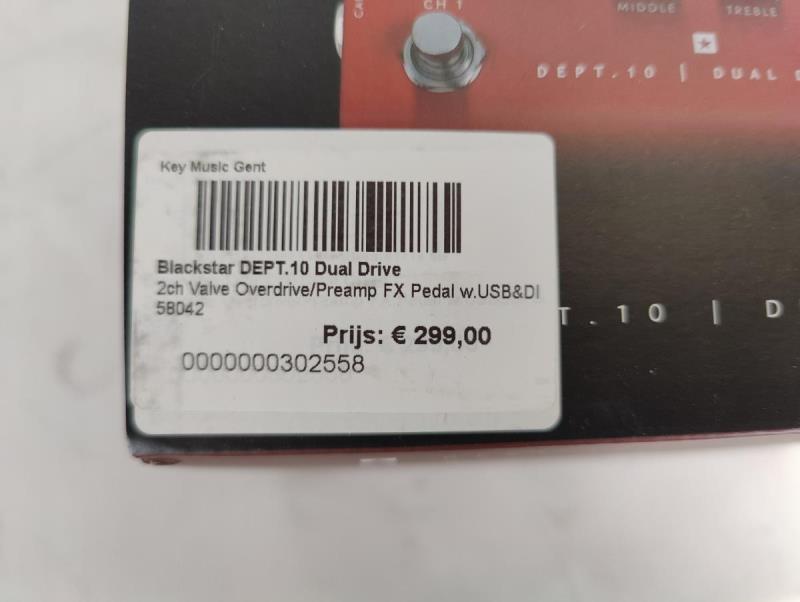 CH 1
MIDDLE
TREBLE
DEPT.10 | DUAL
Key Music Gent
Blackstar DEPT.10 Dual Drive
2ch Valve Overdrive/Preamp FX Pedal w.USB&DI
58042
Prijs: € 299,00
0000000302558
T.10 | D